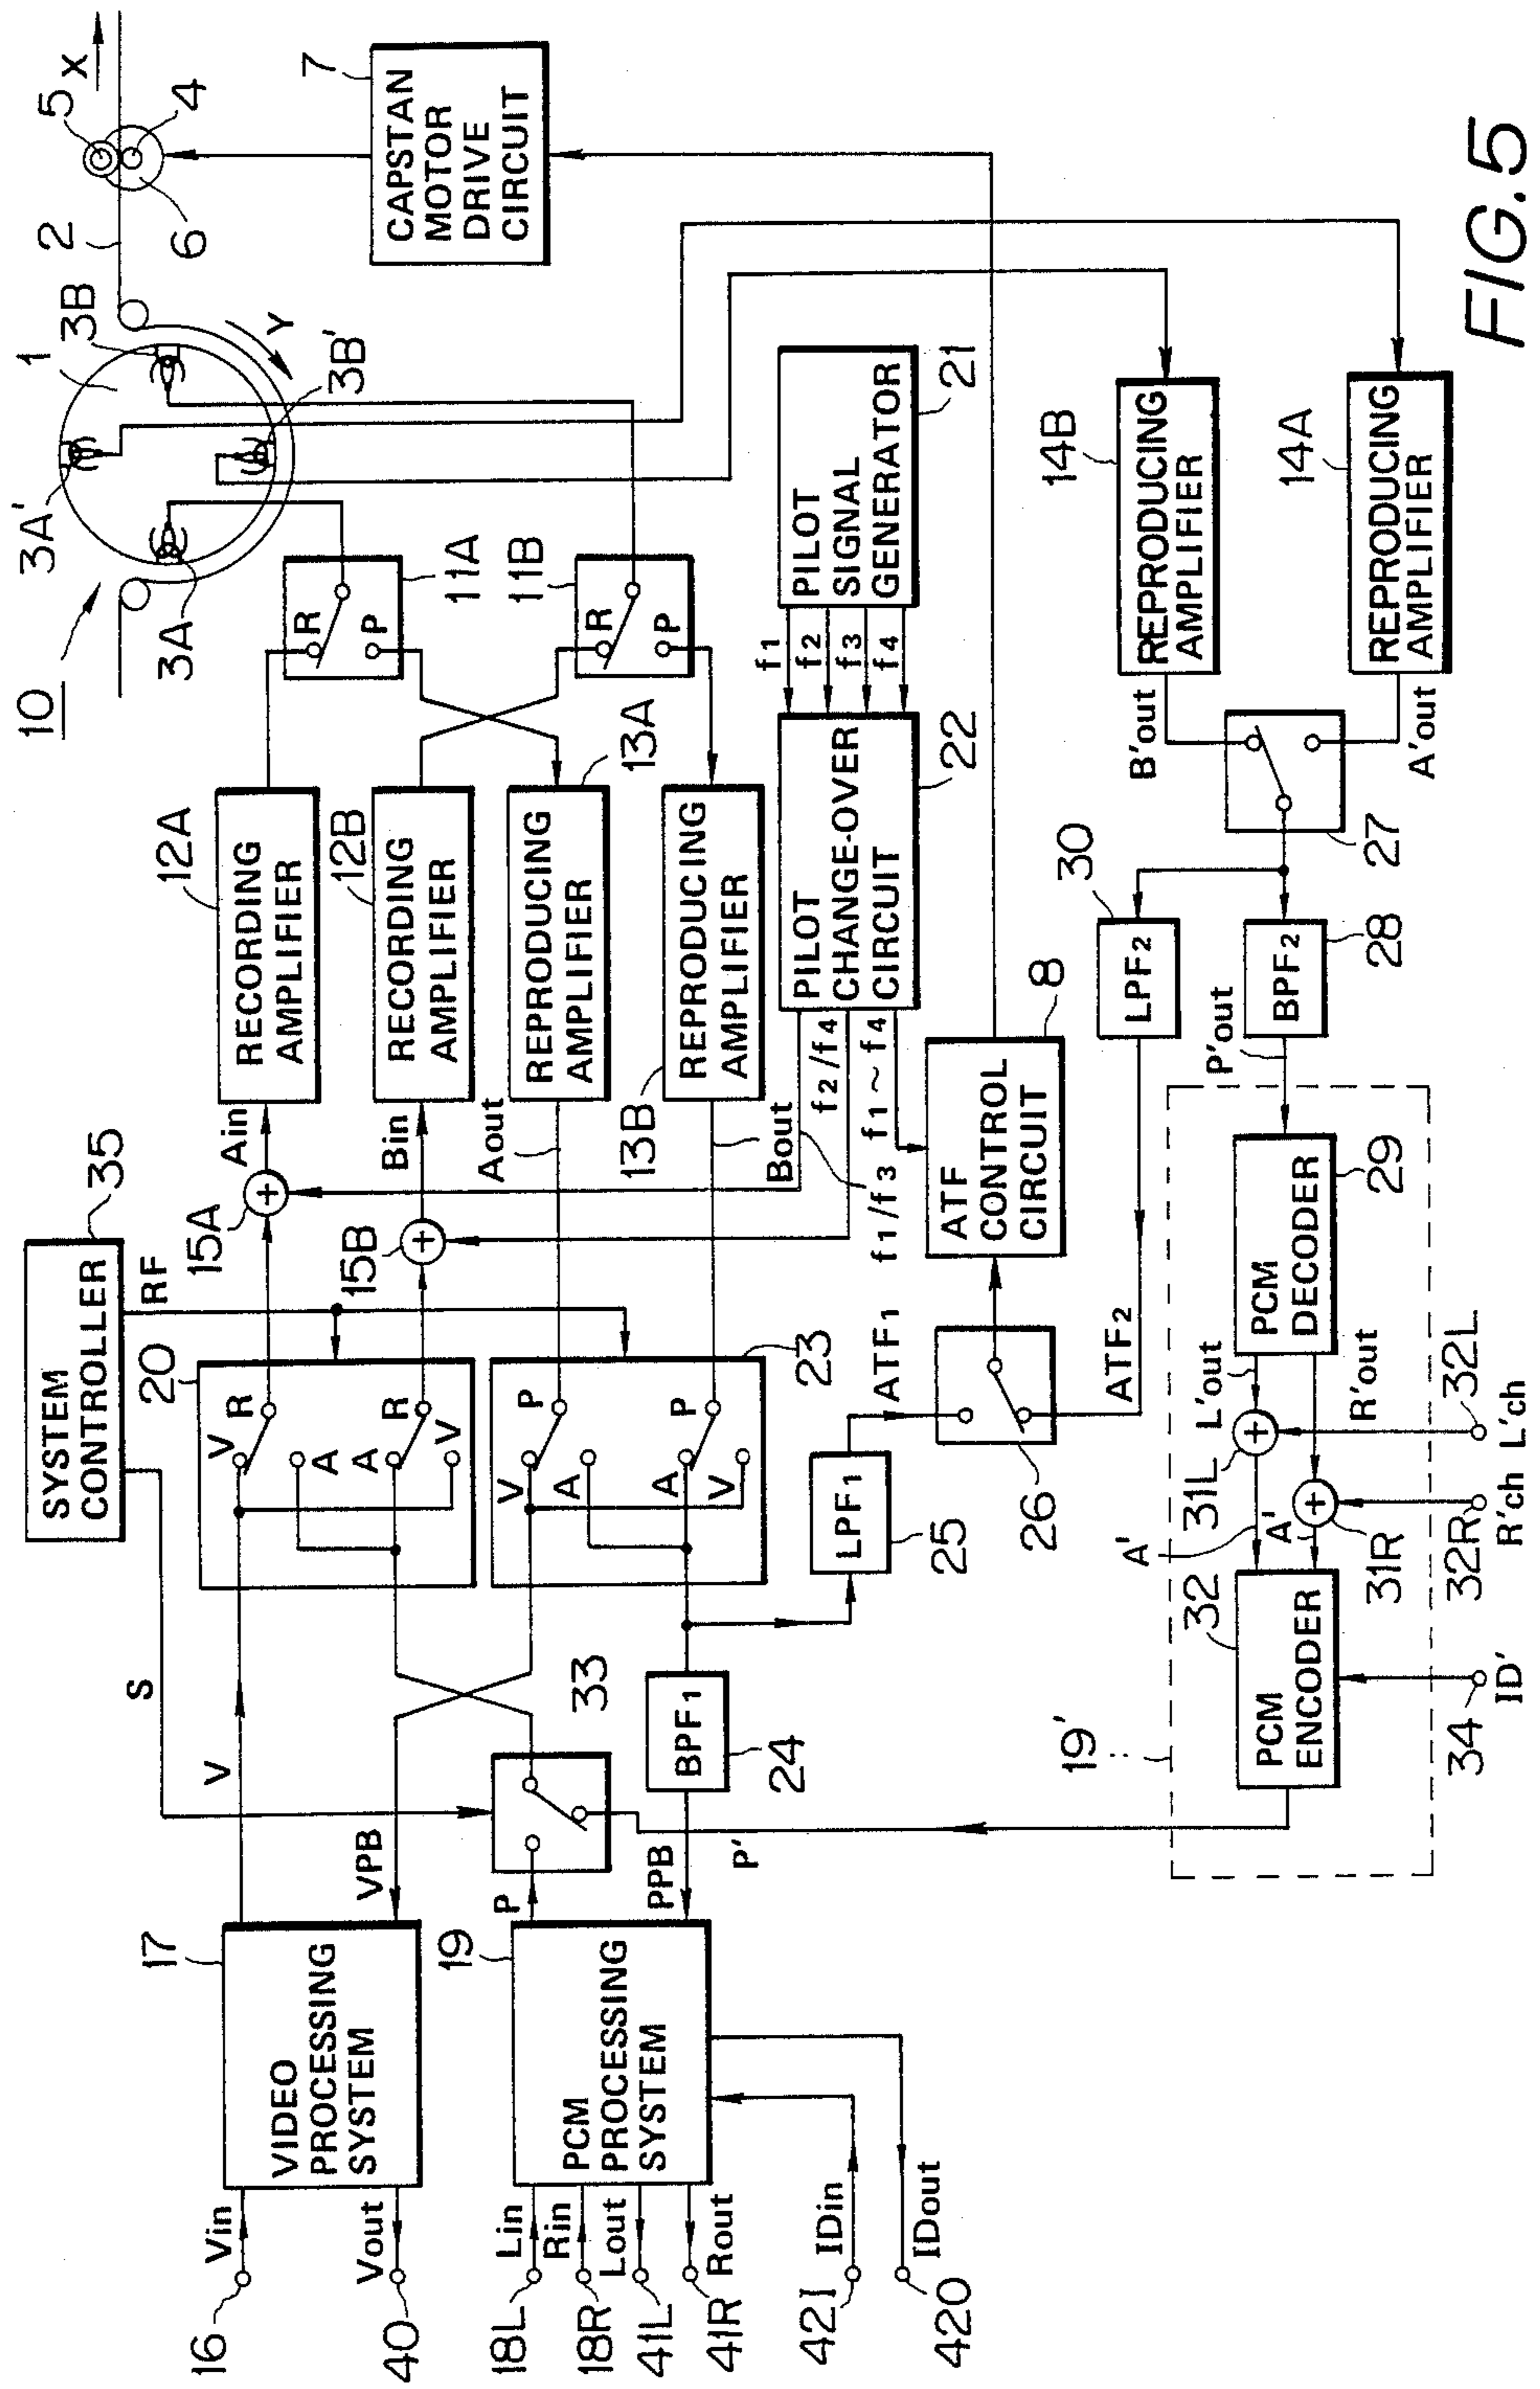 10
3A'
1
3B
2
5
X
4
6
Y
3B'
3A
7
CAPSTAN
MOTOR
DRIVE
CIRCUIT
35
SYSTEM
CONTROLLER
RF
S
20
V
R
A
A
R
V
15A
Ain
12A
RECORDING
AMPLIFIER
R
P
11A
15B
Bin
12B
RECORDING
AMPLIFIER
11B
R
P
Aout
REPRODUCING
AMPLIFIER
13A
13B
REPRODUCING
AMPLIFIER
Bout
23
V
P
A
A
P
V
17
VIDEO
PROCESSING
SYSTEM
V
VPB
16
Vin
Vout
40
19
PCM
PROCESSING
SYSTEM
P
33
PPB
P'
BPF1
24
18L
Lin
18R
Rin
Lout
41L
41R
Rout
42I
IDin
IDout
42O
LPF1
25
ATF1
26
ATF2
f1/f3
f2/f4
f1~f4
ATF
CONTROL
CIRCUIT
8
PILOT
CHANGE-OVER
CIRCUIT
22
f1
f2
f3
f4
PILOT
SIGNAL
GENERATOR
21
30
LPF2
BPF2
28
P'out
27
B'out
A'out
14B
REPRODUCING
AMPLIFIER
14A
REPRODUCING
AMPLIFIER
19'
32
PCM
ENCODER
A'
A'
31L
31R
L'out
R'out
PCM
DECODER
29
34
ID'
32R
R'ch
32L
L'ch
FIG. 5